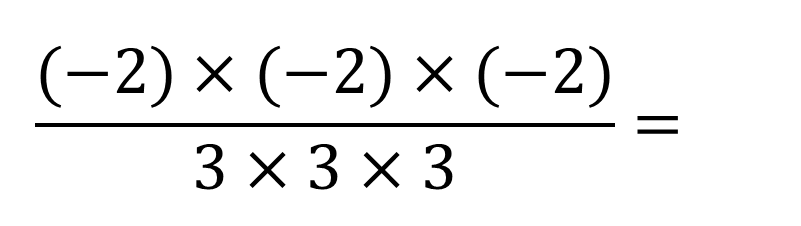 (−2) × (−2) × (−2)
3 × 3 × 3
=